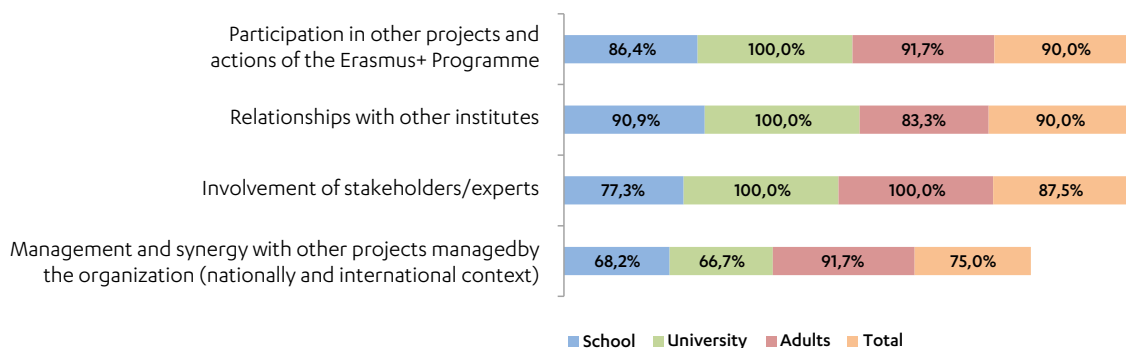 Participation in other projects and
actions of the Erasmus+ Programme
86,4% 100,0% 91,7% 90,0%
Relationships with other institutes
90,9% 100,0% 83,3% 90,0%
Involvement of stakeholders/experts
77,3% 100,0% 100,0% 87,5%
Management and synergy with other projects managedby
the organization (nationally and international context)
68,2% 66,7% 91,7% 75,0%
School University Adults Total